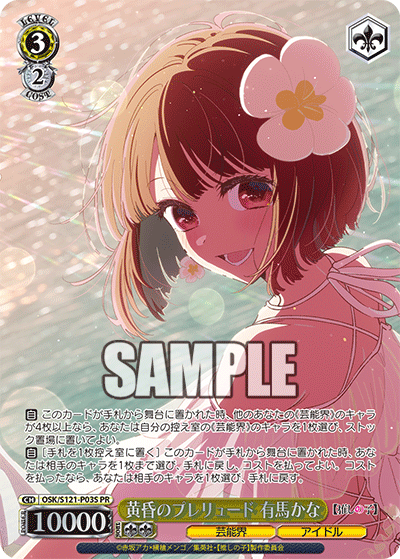 LEVEL
3
2
COST
SAMPLE
自 このカードが手札から舞台に置かれた時、他のあなたの《芸能界》のキャラ
が4枚以上なら、あなたは自分の控え室の《芸能界》のキャラを1枚選び、ストッ
ク置場に置いてよい。
自 [手札を1枚控え室に置く] このカードが手札から舞台に置かれた時、あな
たは相手のキャラを1枚まで選び、手札に戻し、コストを払ってよい。コスト
を払ったなら、あなたは相手のキャラを1枚選び、手札に戻す。
CH OSK/S121-P03S PR
POWER
10000
黄昏のプレリュード 有馬かな
【推しの子】
芸能界
アイドル
©赤坂アカ×横槍メンゴ/集英社・【推しの子】製作委員会